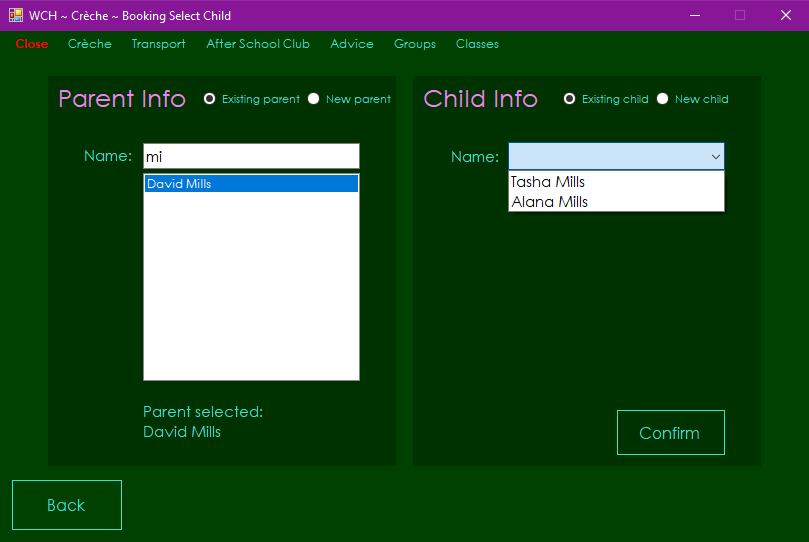 WCH ~ Crèche ~ Booking Select Child
Close Crèche Transport After School Club Advice Groups Classes
Parent Info Existing parent New parent
Name: mi
David Mills
Parent selected:
David Mills
Child Info Existing child New child
Name:
Tasha Mills
Alana Mills
Confirm
Back